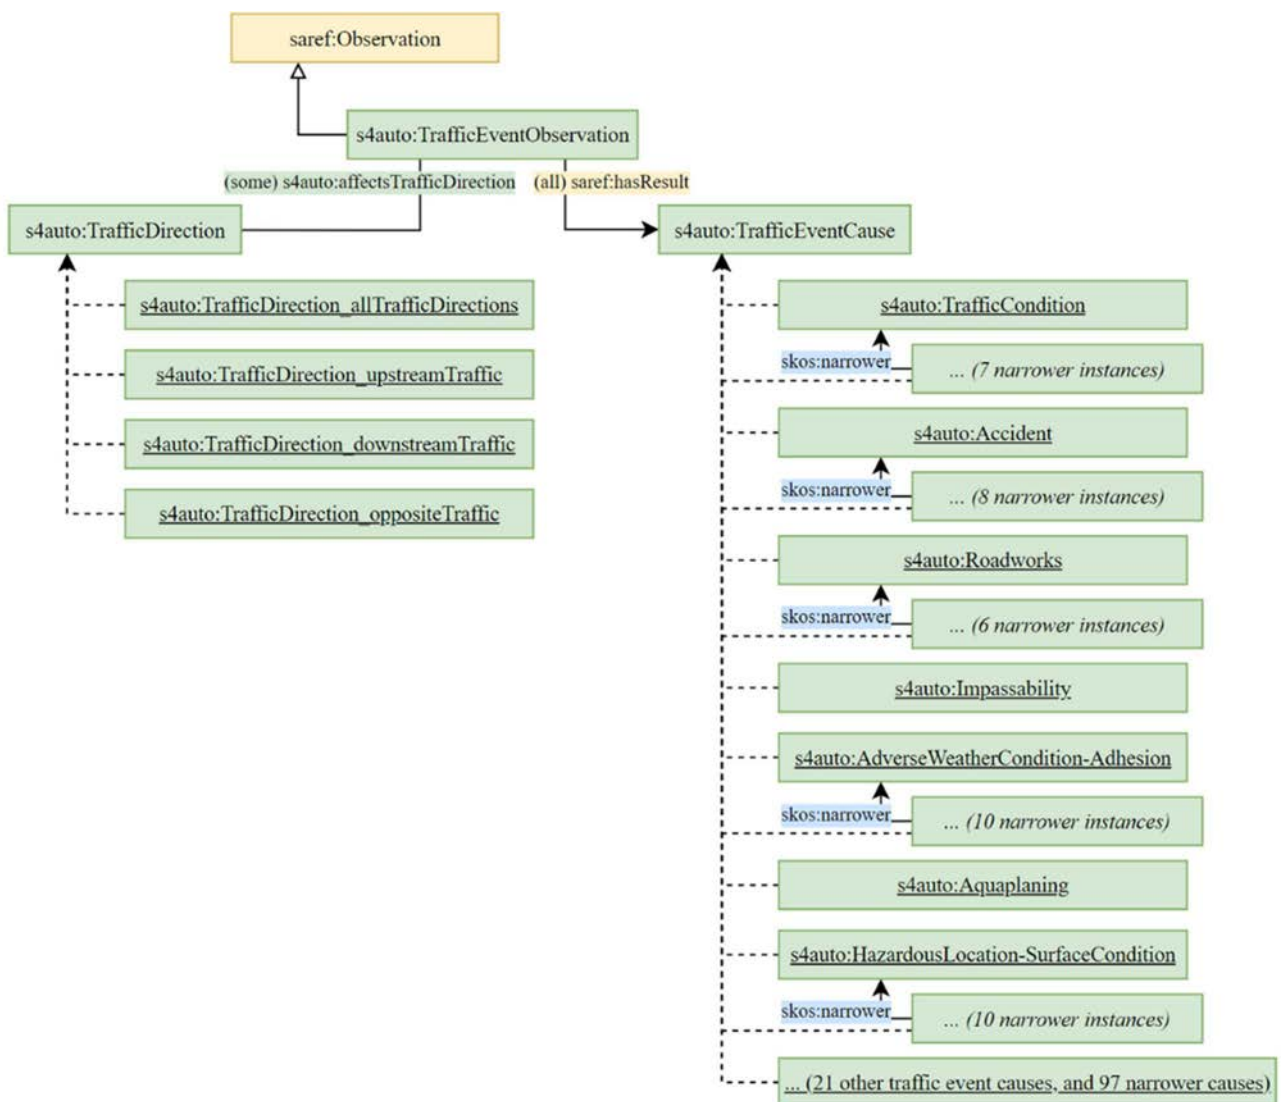 saref:Observation
s4auto:TrafficEventObservation
(some) s4auto:affectsTrafficDirection
(all) saref:hasResult
s4auto:TrafficDirection
s4auto:TrafficDirection_allTrafficDirections
s4auto:TrafficDirection_upstreamTraffic
s4auto:TrafficDirection_downstreamTraffic
s4auto:TrafficDirection_oppositeTraffic
s4auto:TrafficEventCause
s4auto:TrafficCondition
skos:narrower
... (7 narrower instances)
s4auto:Accident
skos:narrower
... (8 narrower instances)
s4auto:Roadworks
skos:narrower
... (6 narrower instances)
s4auto:Impassability
s4auto:AdverseWeatherCondition-Adhesion
skos:narrower
... (10 narrower instances)
s4auto:Aquaplaning
s4auto:HazardousLocation-SurfaceCondition
skos:narrower
... (10 narrower instances)
... (21 other traffic event causes, and 97 narrower causes)